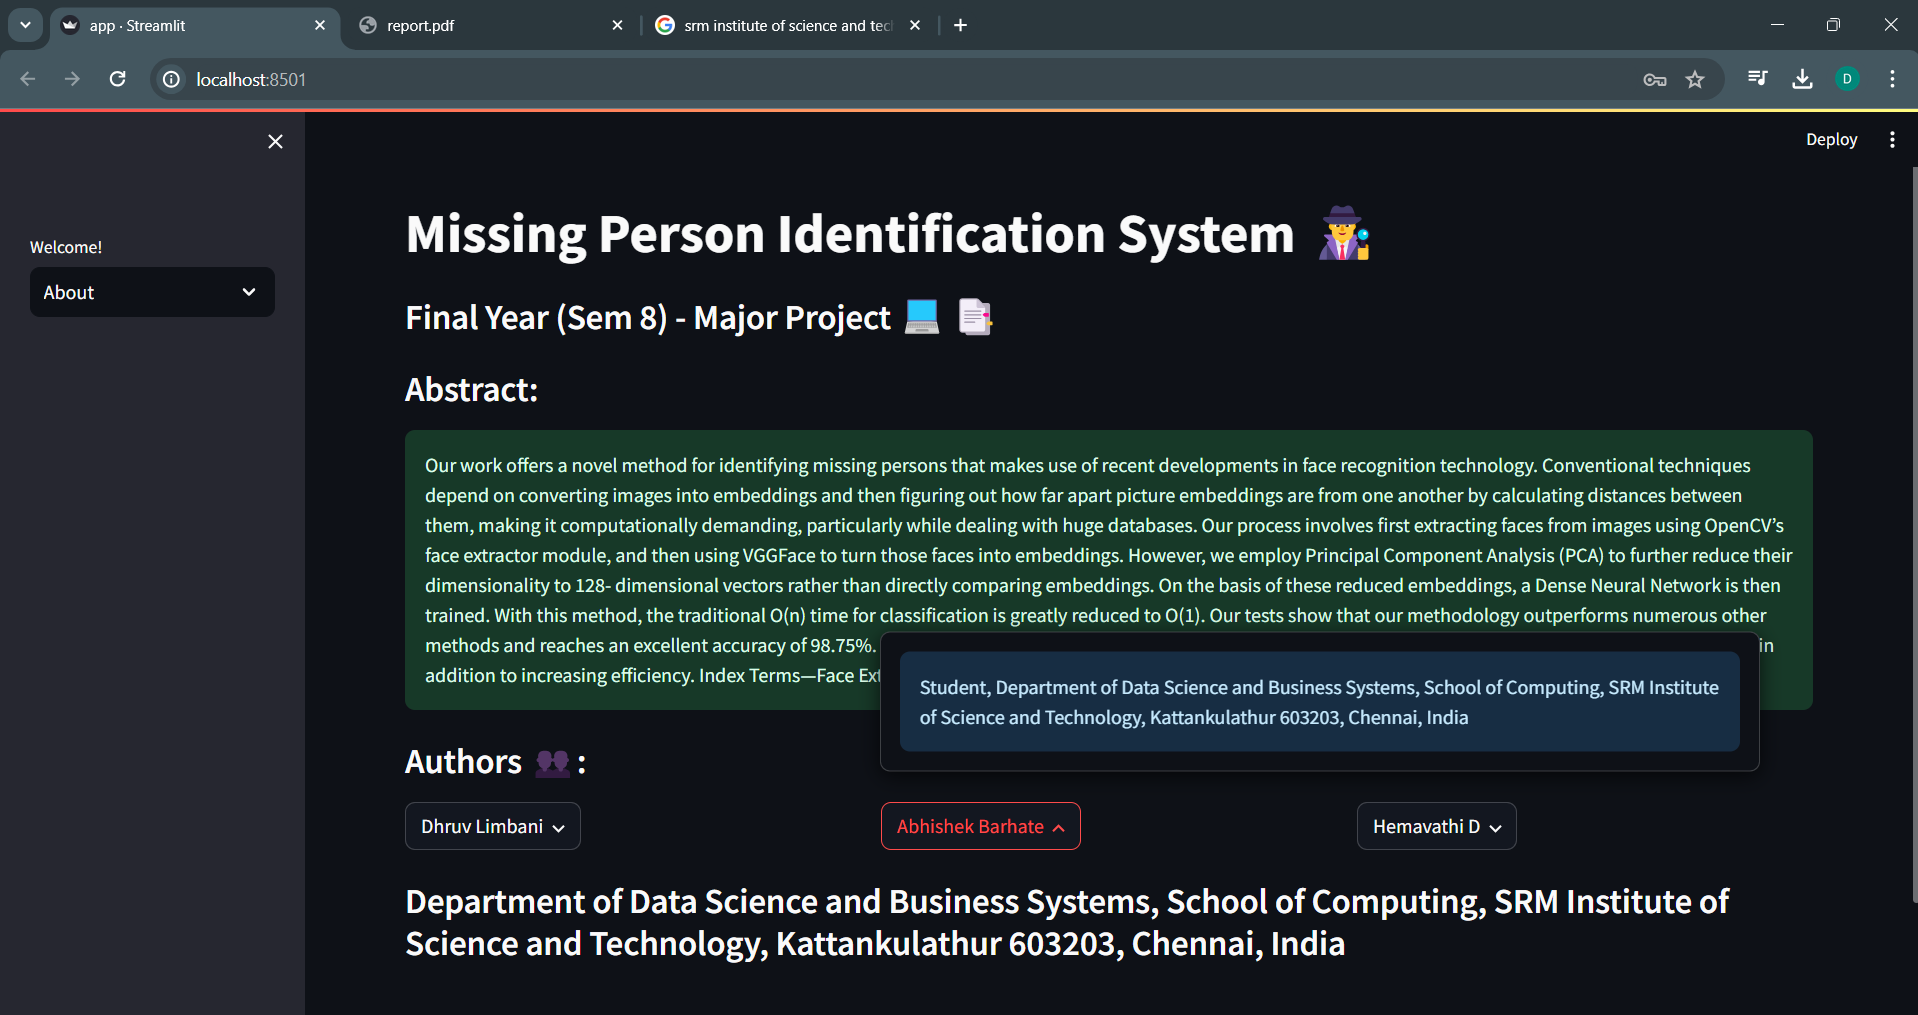 app · Streamlit
report.pdf
srm institute of science and tec
localhost:8501
D
Deploy
Welcome!
About
Missing Person Identification System
Final Year (Sem 8) - Major Project
Abstract:
Our work offers a novel method for identifying missing persons that makes use of recent developments in face recognition technology. Conventional techniques
depend on converting images into embeddings and then figuring out how far apart picture embeddings are from one another by calculating distances between
them, making it computationally demanding, particularly while dealing with huge databases. Our process involves first extracting faces from images using OpenCV's
face extractor module, and then using VGGFace to turn those faces into embeddings. However, we employ Principal Component Analysis (PCA) to further reduce their
dimensionality to 128- dimensional vectors rather than directly comparing embeddings. On the basis of these reduced embeddings, a Dense Neural Network is then
trained. With this method, the traditional O(n) time for classification is greatly reduced to O(1). Our tests show that our methodology outperforms numerous other
methods and reaches an excellent accuracy of 98.75%. in
addition to increasing efficiency. Index Terms—Face Ext
Student, Department of Data Science and Business Systems, School of Computing, SRM Institute
of Science and Technology, Kattankulathur 603203, Chennai, India
Authors :
Dhruv Limbani
Abhishek Barhate
Hemavathi D
Department of Data Science and Business Systems, School of Computing, SRM Institute of
Science and Technology, Kattankulathur 603203, Chennai, India